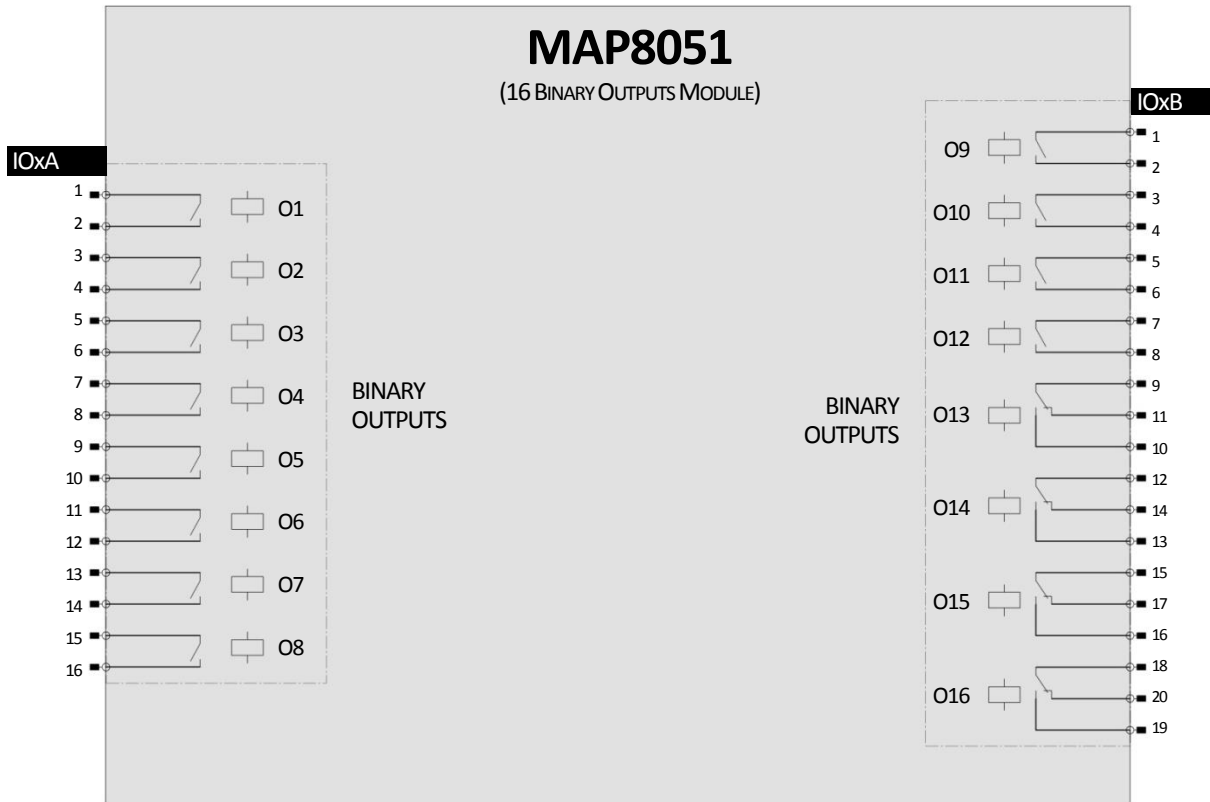 MAP8051
(16 BINARY OUTPUTS MODULE)
IOxA
1
2
O1
3
4
O2
5
6
O3
7
8
O4
9
10
O5
11
12
O6
13
14
O7
15
16
O8
BINARY
OUTPUTS
IOxB
O9
1
2
O10
3
4
O11
5
6
O12
7
8
BINARY
OUTPUTS
O13
9
11
10
O14
12
14
13
O15
15
17
16
O16
18
20
19